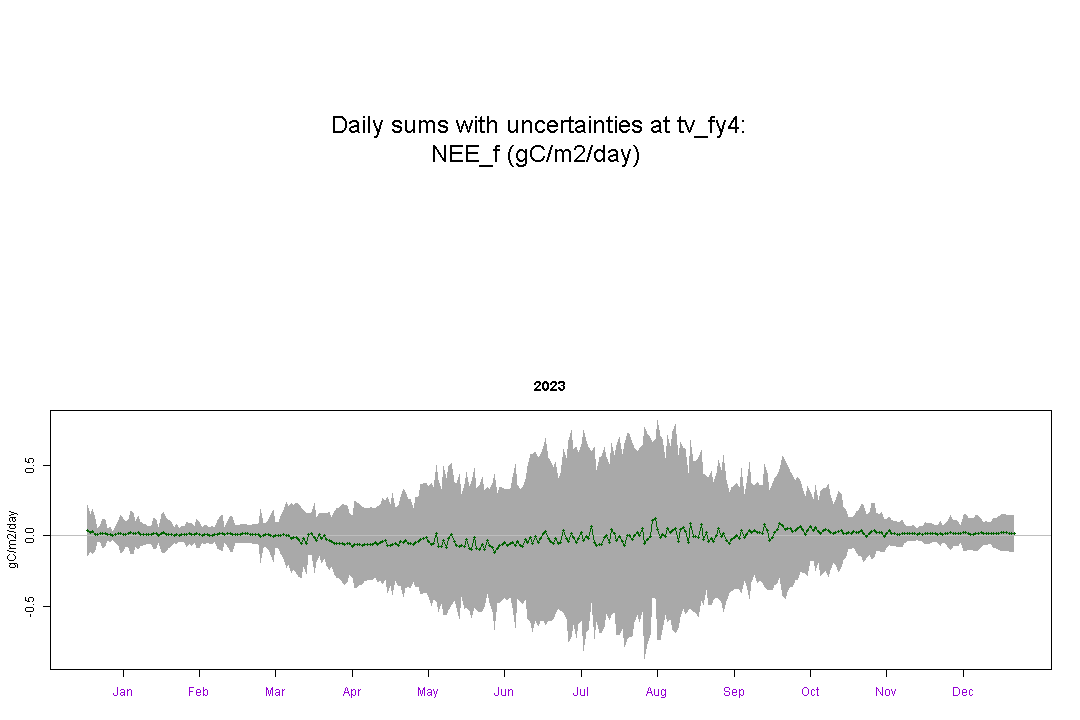 Daily sums with uncertainties at tv_fy4:
NEE_f (gC/m2/day)
2023
gC/m2/day
0.5
0.0
-0.5
Jan Feb Mar Apr May Jun Jul Aug Sep Oct Nov Dec